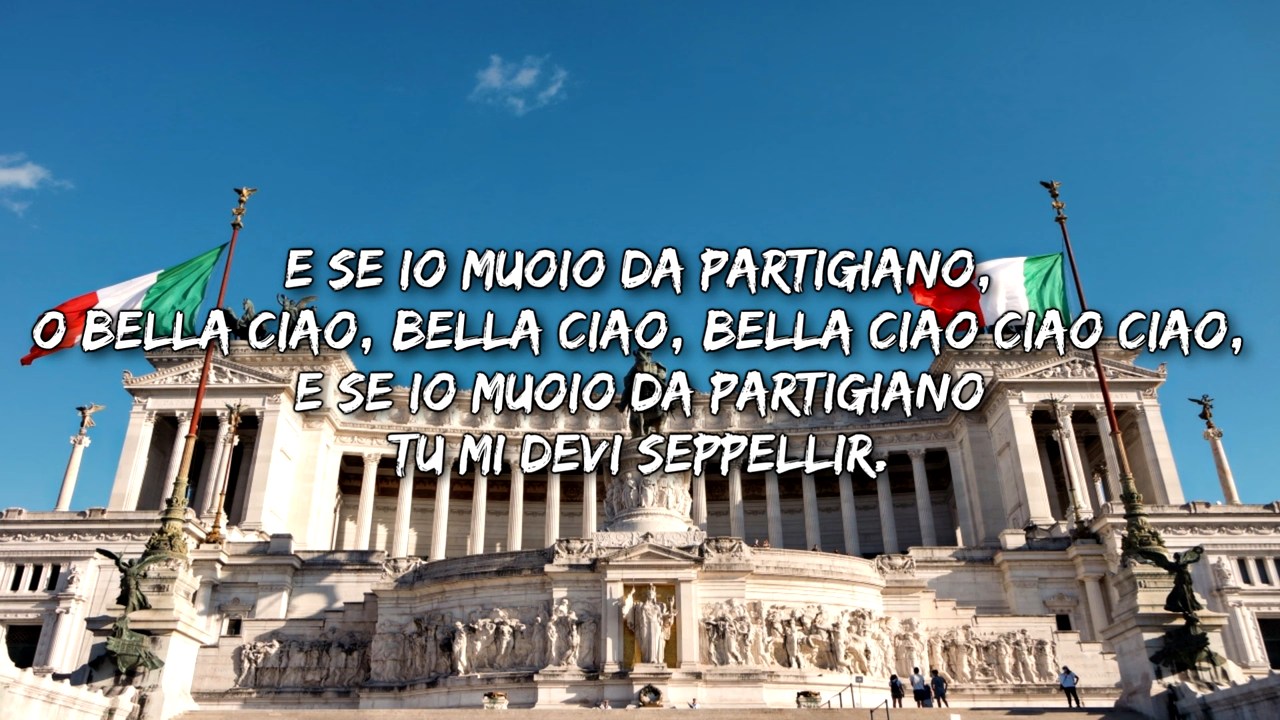 E SE IO MUOIO DA PARTIGIANO,
O BELLA CIAO, BELLA CIAO, BELLA CIAO CIAO CIAO,
E SE IO MUOIO DA PARTIGIANO
TU MI DEVI SEPPELLIR.